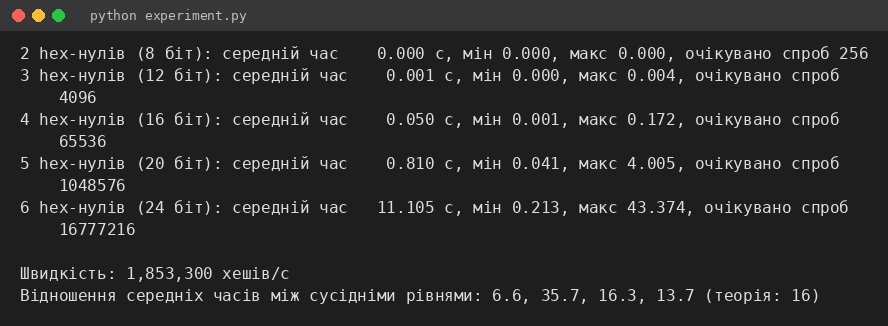 python experiment.py
2 hex-нулів (8 біт): середній час    0.000 с, мін 0.000, макс 0.000, очікувано спроб 256
3 hex-нулів (12 біт): середній час    0.001 с, мін 0.000, макс 0.004, очікувано спроб
4096
4 hex-нулів (16 біт): середній час    0.050 с, мін 0.001, макс 0.172, очікувано спроб
65536
5 hex-нулів (20 біт): середній час    0.810 с, мін 0.041, макс 4.005, очікувано спроб
1048576
6 hex-нулів (24 біт): середній час   11.105 с, мін 0.213, макс 43.374, очікувано спроб
16777216
Швидкість: 1,853,300 хешів/с
Відношення середніх часів між сусідніми рівнями: 6.6, 35.7, 16.3, 13.7 (теорія: 16)